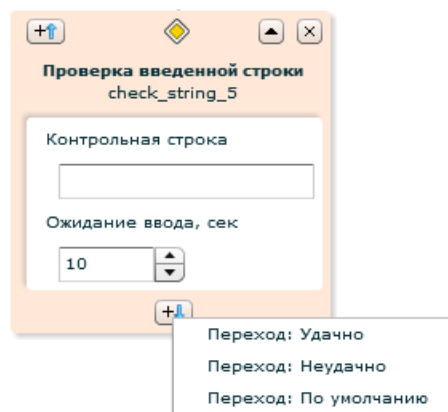 Проверка введенной строки
check_string_5
Контрольная строка
Ожидание ввода, сек
10
Переход: Удачно
Переход: Неудачно
Переход: По умолчанию